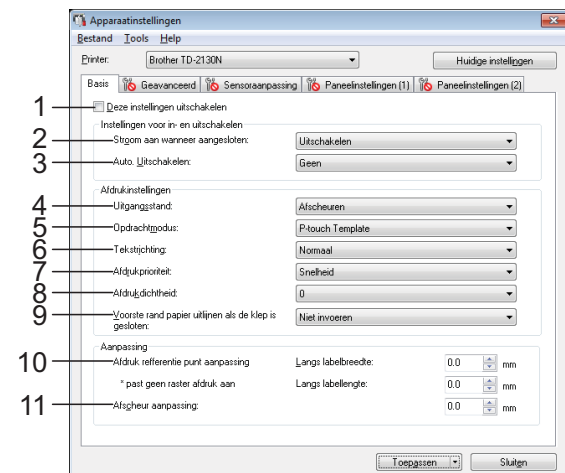 Apparaatinstellingen
Bestand Tools Help
Printer: Brother TD-2130N Huidige instellingen
Basis Geavanceerd Sensoraanpassing Paneelinstellingen (1) Paneelinstellingen (2)
1 Deze instellingen uitschakelen
Instellingen voor in- en uitschakelen
2 Stroom aan wanneer aangesloten: Uitschakelen
3 Auto. Uitschakelen: Geen
Afdrukinstellingen
4 Uitgangsstand: Afscheuren
5 Opdrachtmodus: P-touch Template
6 Tekstrichting: Normaal
7 Afdrukprioriteit: Snelheid
8 Afdrukdichtheid: 0
9 Voorste rand papier uitlijnen als de klep is gesloten: Niet invoeren
Aanpassing
10 Afdruk refferentie punt aanpassing Langs labelbreedte: 0.0 mm
* past geen raster afdruk aan Langs labellengte: 0.0 mm
11 Afscheur aanpassing: 0.0 mm
Toepassen Sluiten